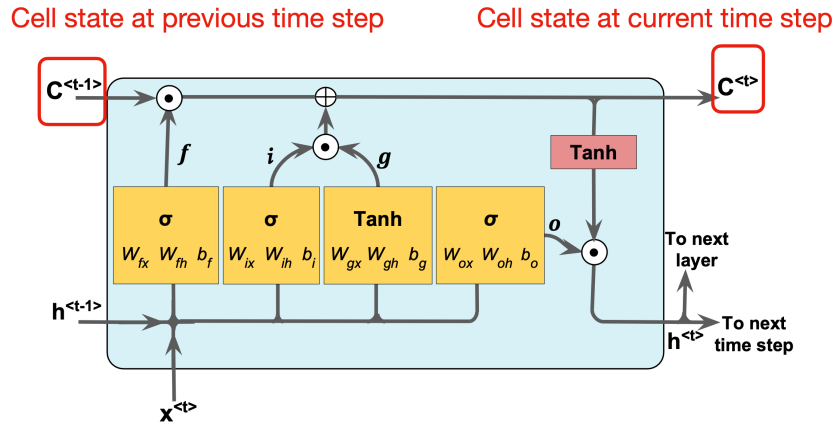 Cell state at previous time step
Cell state at current time step
C<t-1>
C<t>
f
i
g
Tanh
σ
Wfx Wfh bf
σ
Wix Wih bi
Tanh
Wgx Wgh bg
σ
Wox Woh bo
o
To next
layer
h<t-1>
h<t>
To next
time step
x<t>